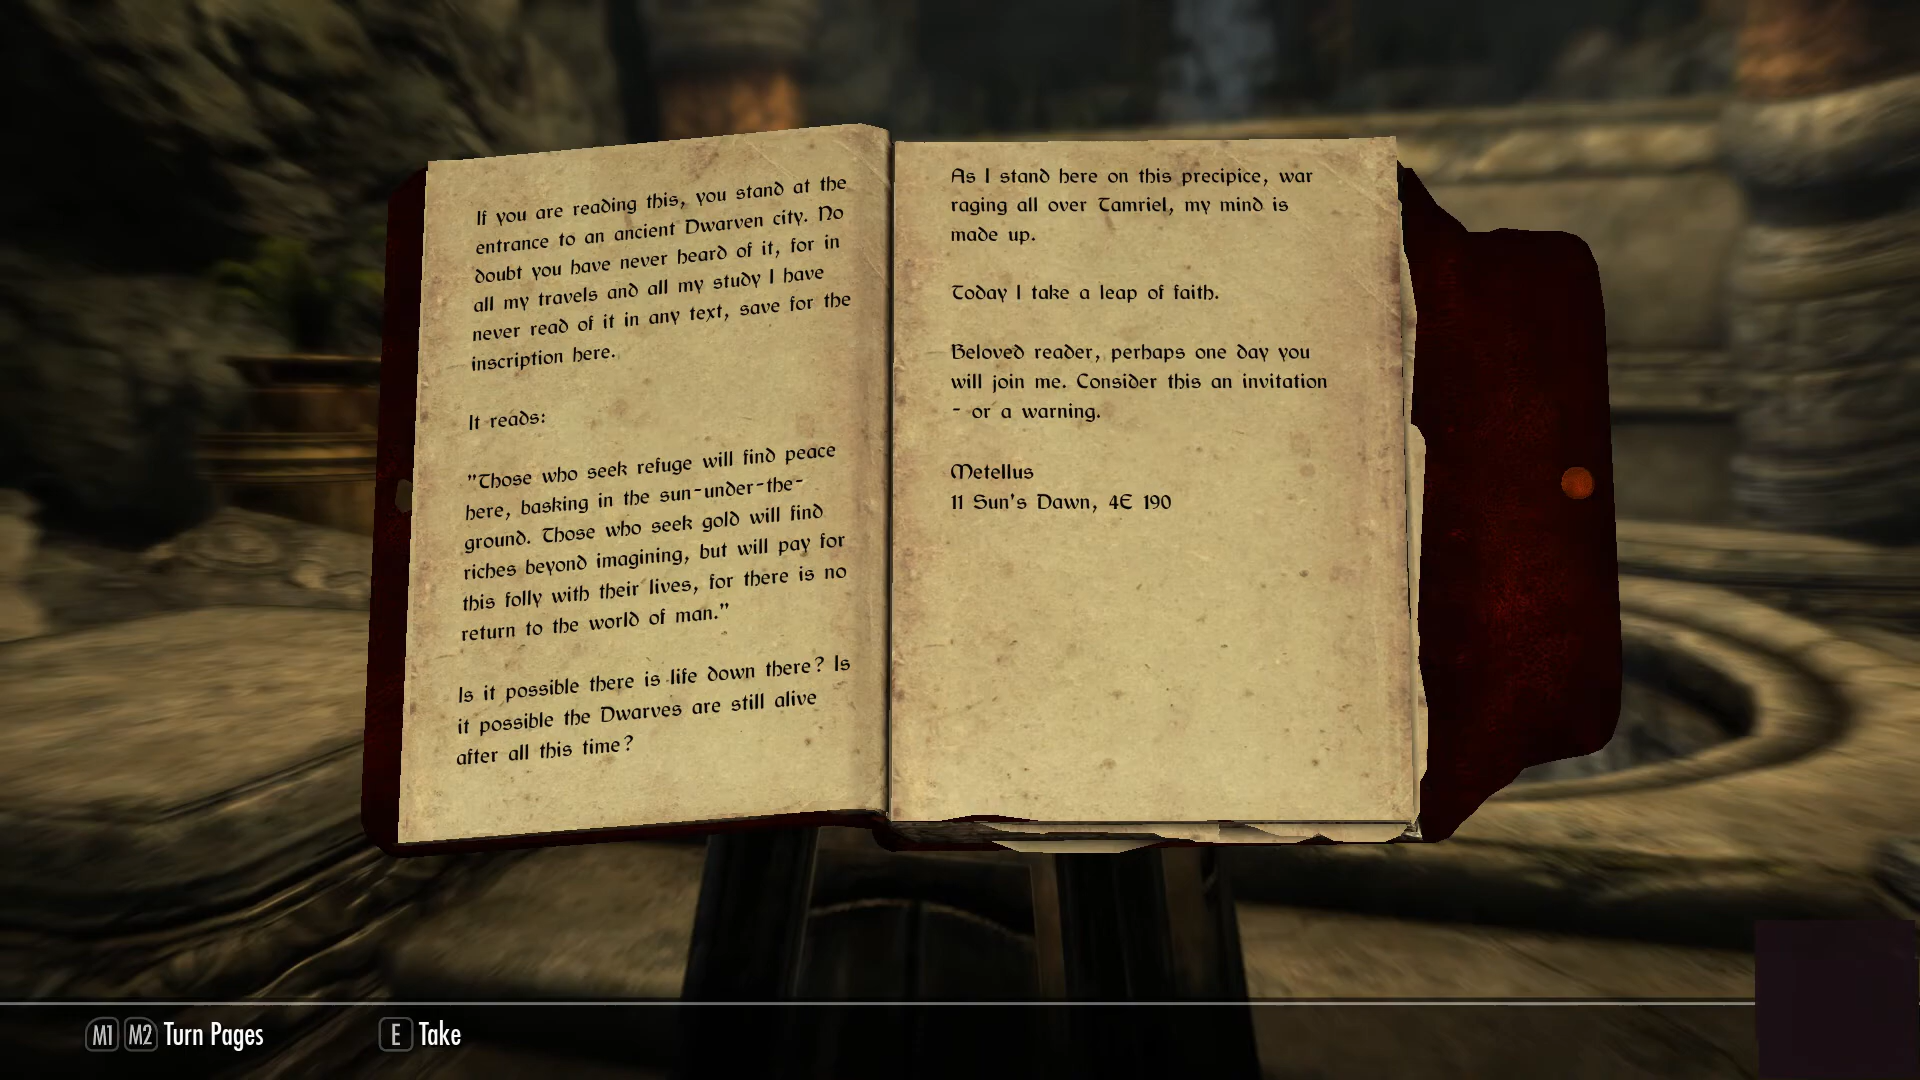 If you are reading this, you stand at the
entrance to an ancient Dwarven city. No
doubt you have never heard of it, for in
all my travels and all my study I have
never read of it in any text, save for the
inscription here.
It reads:
"Those who seek refuge will find peace
here, basking in the sun-under-the-
ground. Those who seek gold will find
riches beyond imagining, but will pay for
this folly with their lives, for there is no
return to the world of man."
Is it possible there is life down there? Is
it possible the Dwarves are still alive
after all this time?
As I stand here on this precipice, war
raging all over Tamriel, my mind is
made up.
Today I take a leap of faith.
Beloved reader, perhaps one day you
will join me. Consider this an invitation
- or a warning.
Metellus
11 Sun's Dawn, 4E 190
M1 M2 Turn Pages
E Take